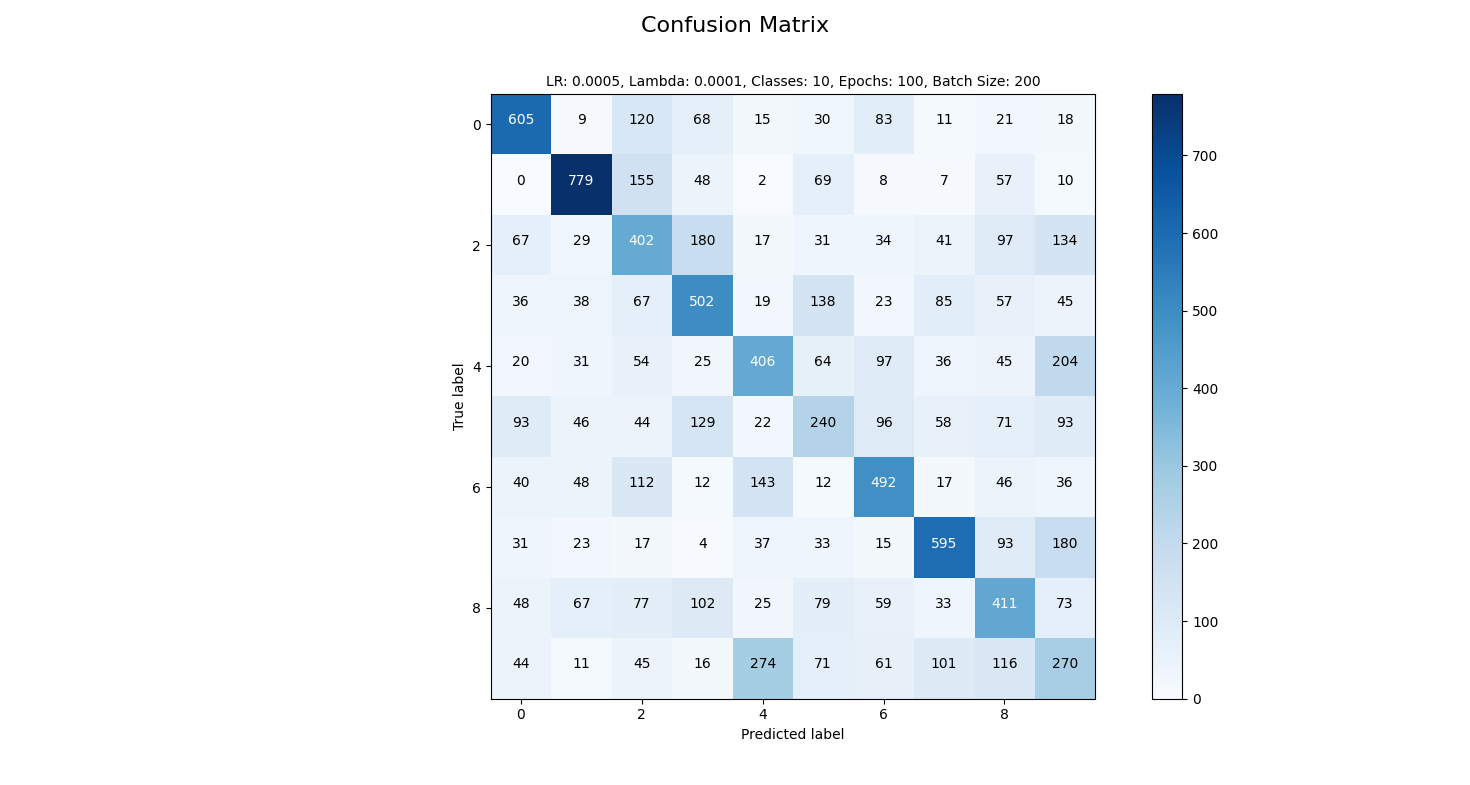 Confusion Matrix
LR: 0.0005, Lambda: 0.0001, Classes: 10, Epochs: 100, Batch Size: 200
0 605 9 120 68 15 30 83 11 21 18
0 779 155 48 2 69 8 7 57 10
2 67 29 402 180 17 31 34 41 97 134
36 38 67 502 19 138 23 85 57 45
4 20 31 54 25 406 64 97 36 45 204
93 46 44 129 22 240 96 58 71 93
6 40 48 112 12 143 12 492 17 46 36
31 23 17 4 37 33 15 595 93 180
8 48 67 77 102 25 79 59 33 411 73
44 11 45 16 274 71 61 101 116 270
0 2 4 6 8
Predicted label
True label
700
600
500
400
300
200
100
0